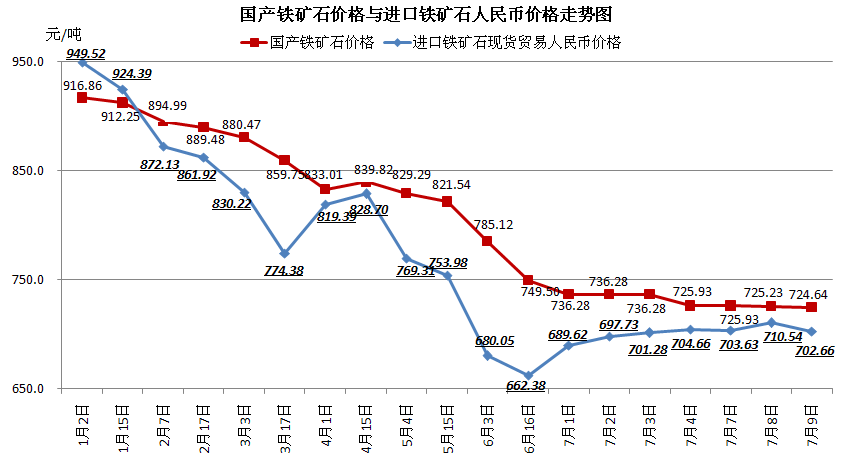 国产铁矿石价格与进口铁矿石人民币价格走势图
元/吨
国产铁矿石价格 进口铁矿石现货贸易人民币价格
950.0
850.0
750.0
650.0
916.86 912.25 894.99 889.48 880.47 859.75 833.01 839.82 829.29 821.54 785.12 749.50 736.28 736.28 736.28 725.93 725.93 725.23 724.64
949.52 924.39 872.13 861.92 830.22 774.38 819.39 828.70 769.31 753.98 680.05 662.38 689.62 697.73 701.28 704.66 703.63 710.54 702.66
1月2日 1月15日 2月7日 2月17日 3月3日 3月17日 4月1日 4月15日 5月4日 5月15日 6月3日 6月16日 7月1日 7月2日 7月3日 7月4日 7月7日 7月8日 7月9日